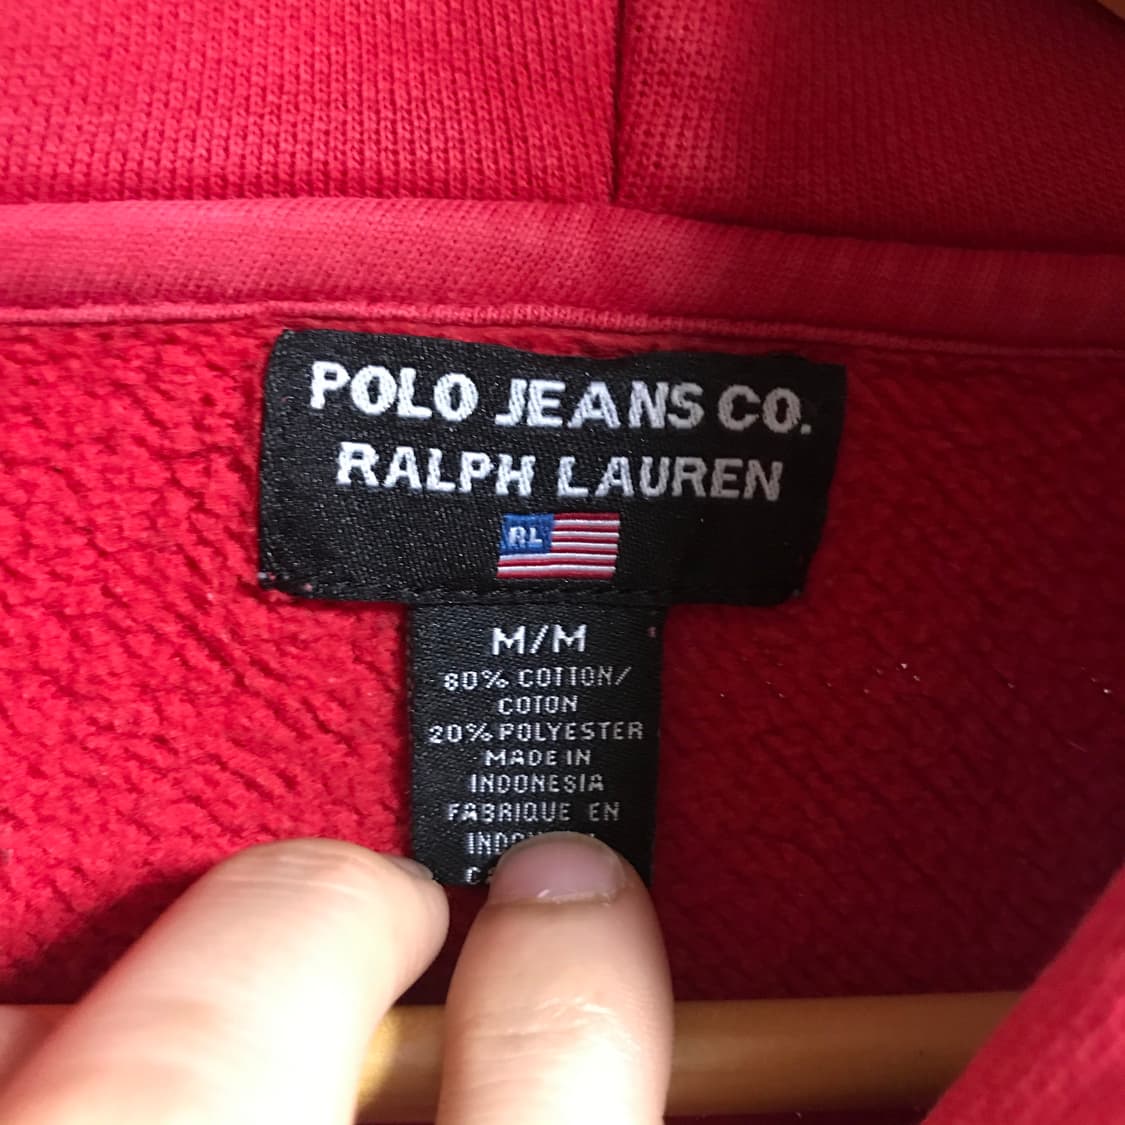 POLO JEANS CO.
RALPH LAUREN
RL
M/M
80% COTTON/
COTON
20% POLYESTER
MADE IN
INDONESIA
FABRIQUE EN